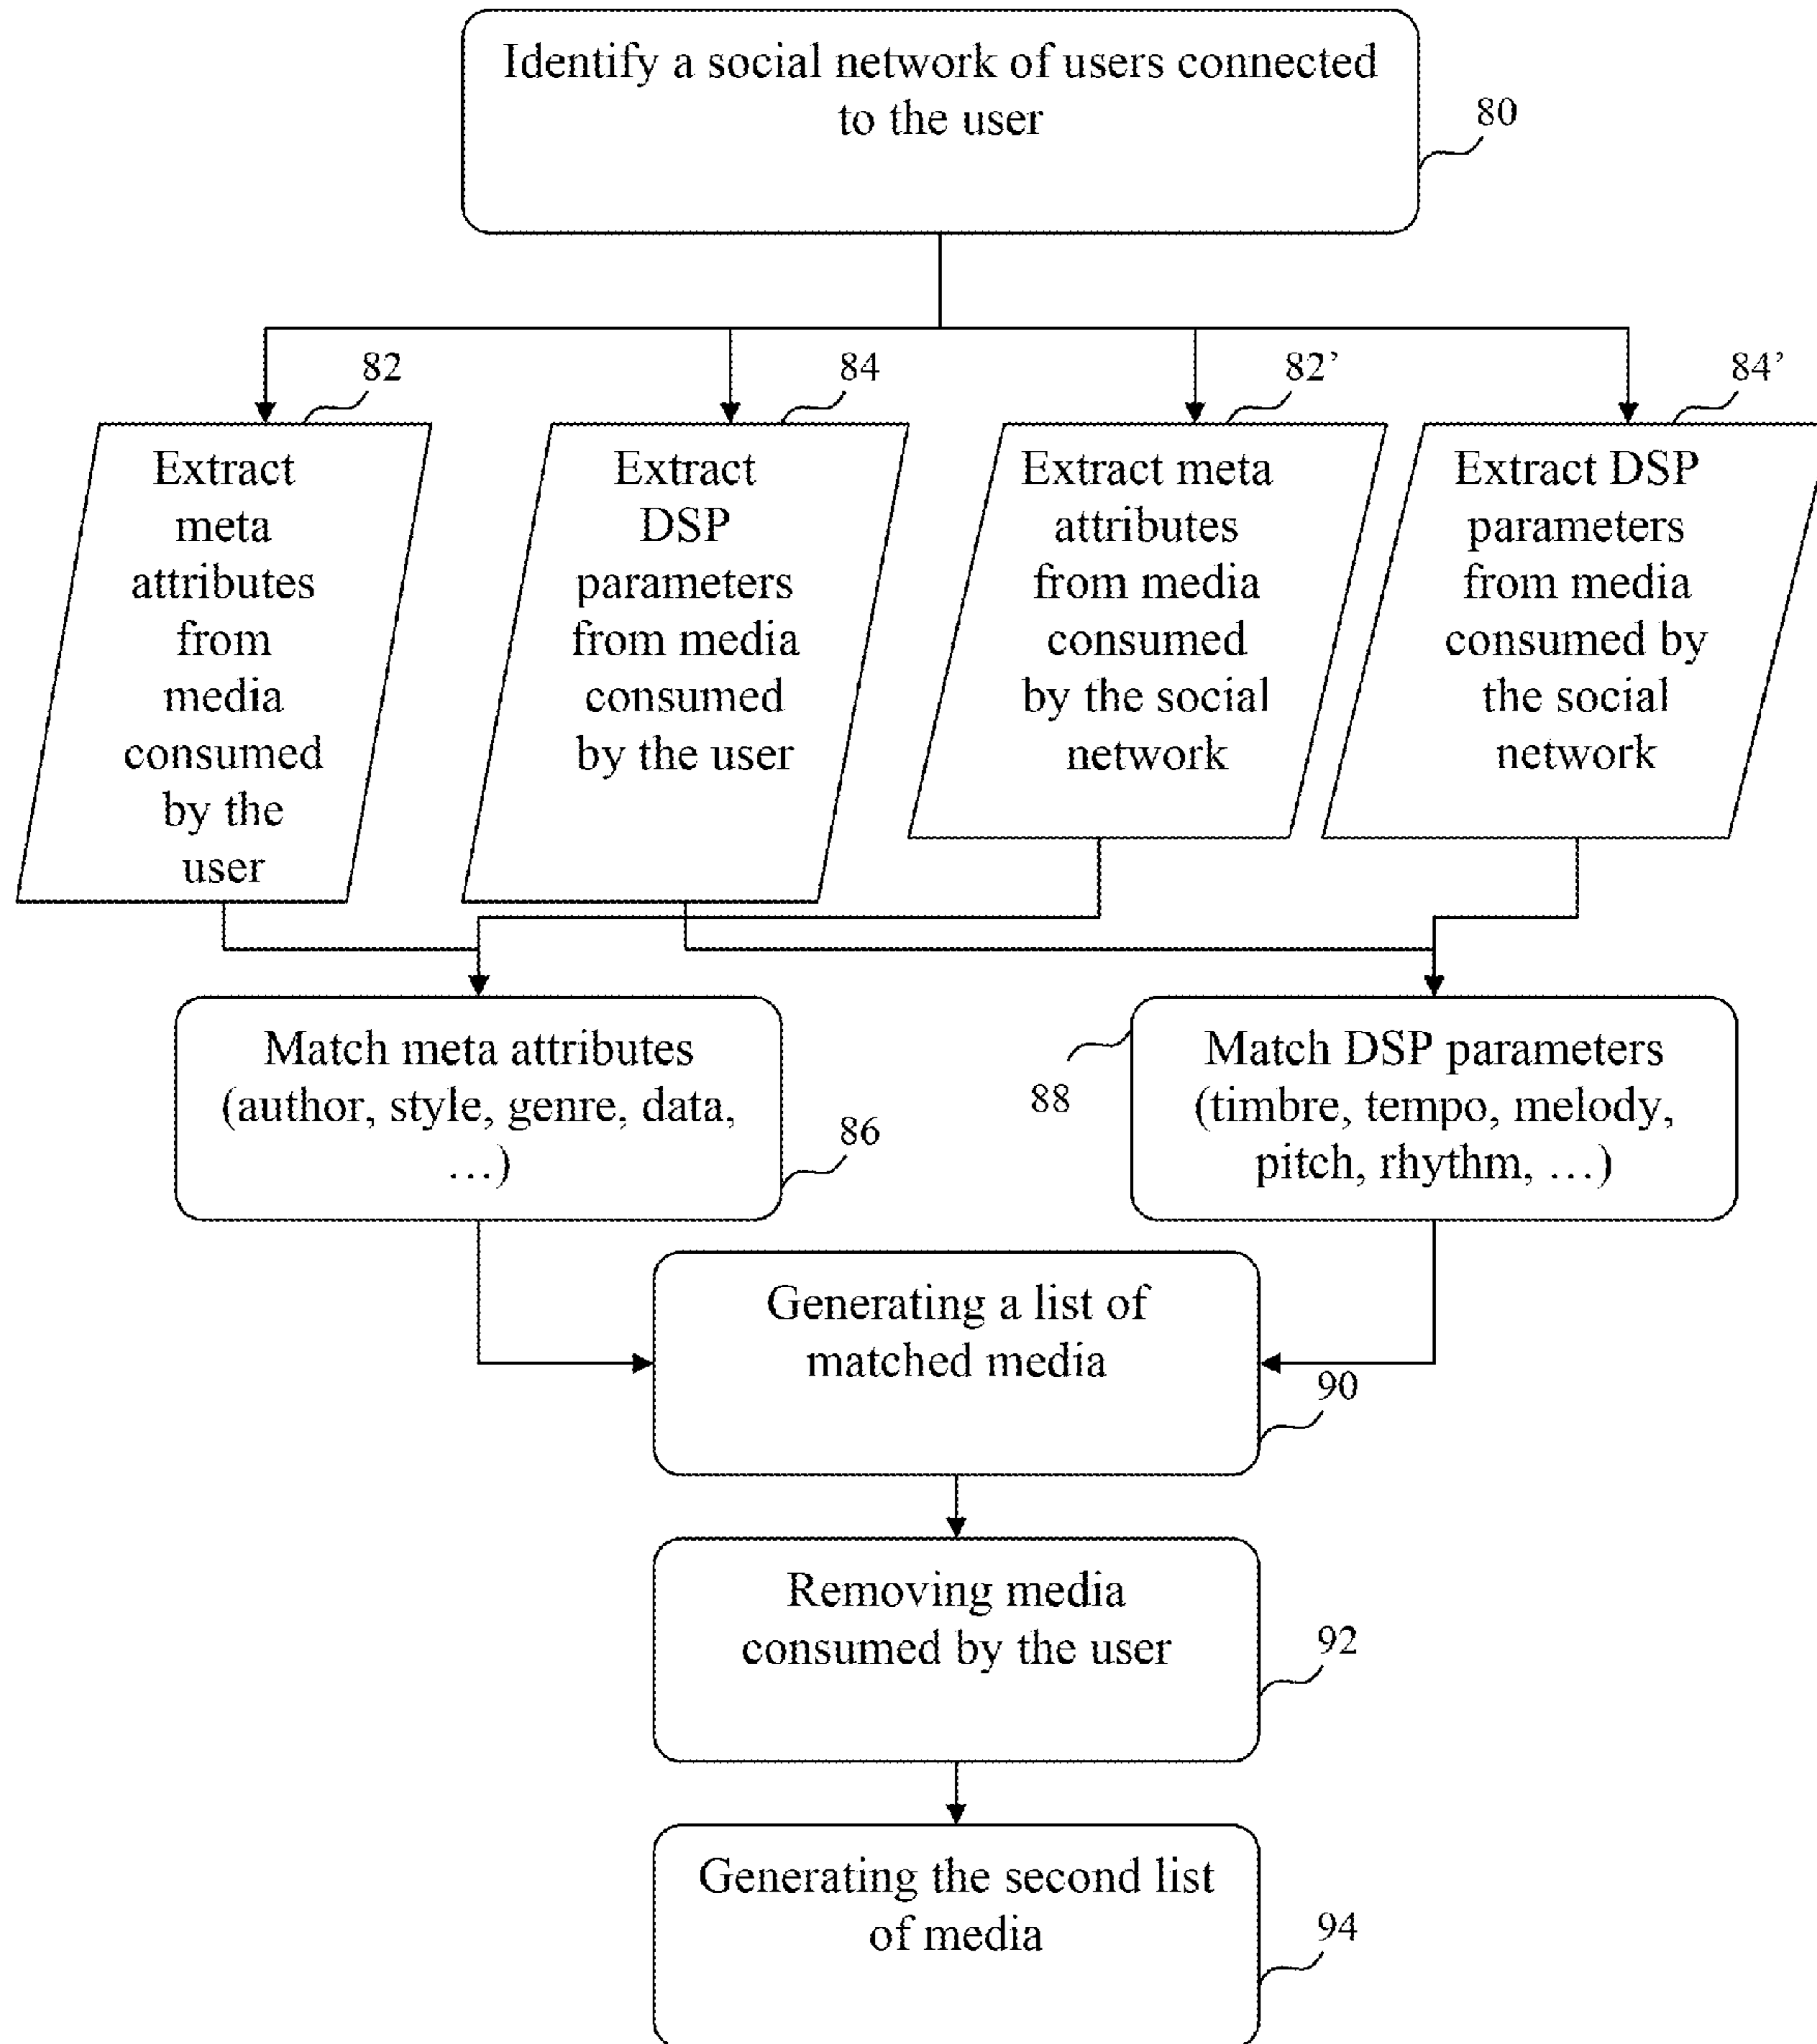 Identify a social network of users connected
to the user
80
82
84
82’
84’
Extract
meta
attributes
from
media
consumed
by the
user
Extract
DSP
parameters
from media
consumed
by the user
Extract meta
attributes
from media
consumed
by the social
network
Extract DSP
parameters
from media
consumed by
the social
network
Match meta attributes
(author, style, genre, data,
…)
86
88
Match DSP parameters
(timbre, tempo, melody,
pitch, rhythm, …)
Generating a list of
matched media
90
Removing media
consumed by the user
92
Generating the second list
of media
94